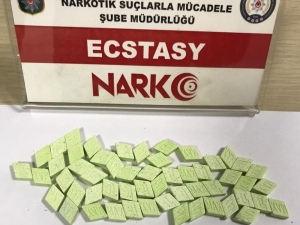 NARKOTİK SUÇLARLA MÜCADELE
ŞUBE MÜDÜRLÜĞÜ
ECSTASY
NARKO